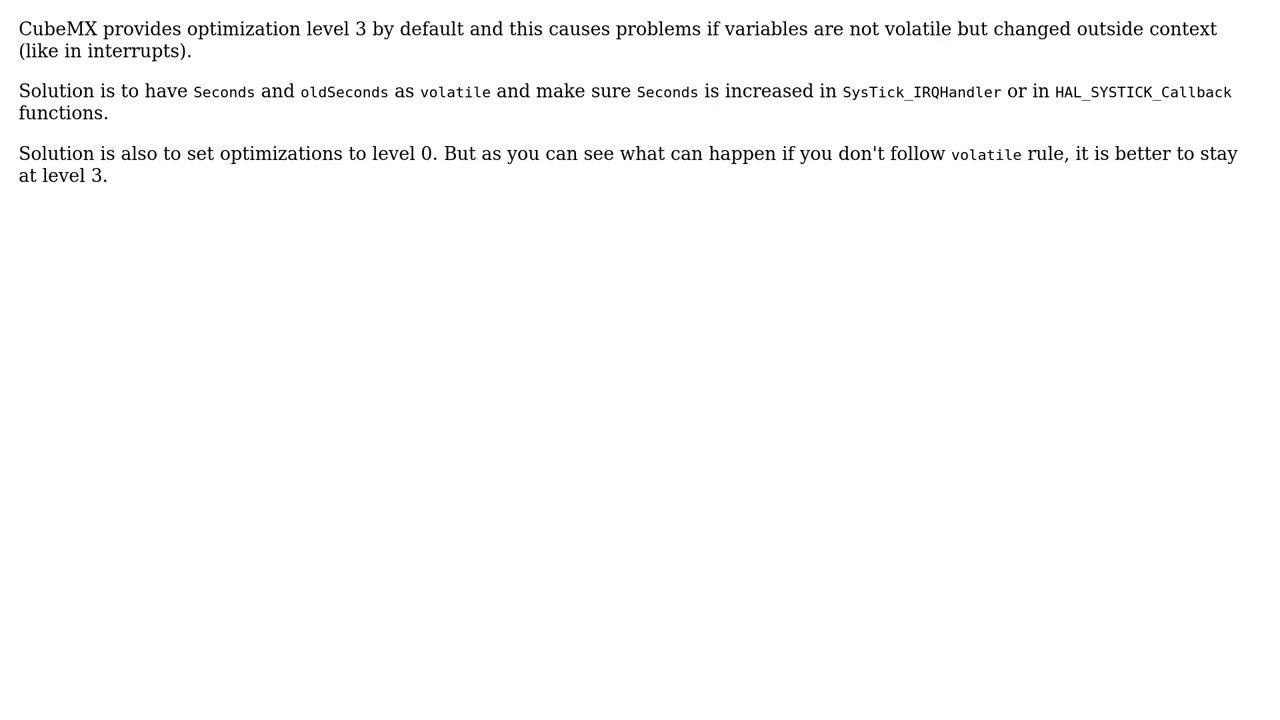 CubeMX provides optimization level 3 by default and this causes problems if variables are not volatile but changed outside context
(like in interrupts).
Solution is to have Seconds and oldSeconds as volatile and make sure Seconds is increased in SysTick_IRQHandler or in HAL_SYSTICK_Callback
functions.
Solution is also to set optimizations to level 0. But as you can see what can happen if you don't follow volatile rule, it is better to stay
at level 3.